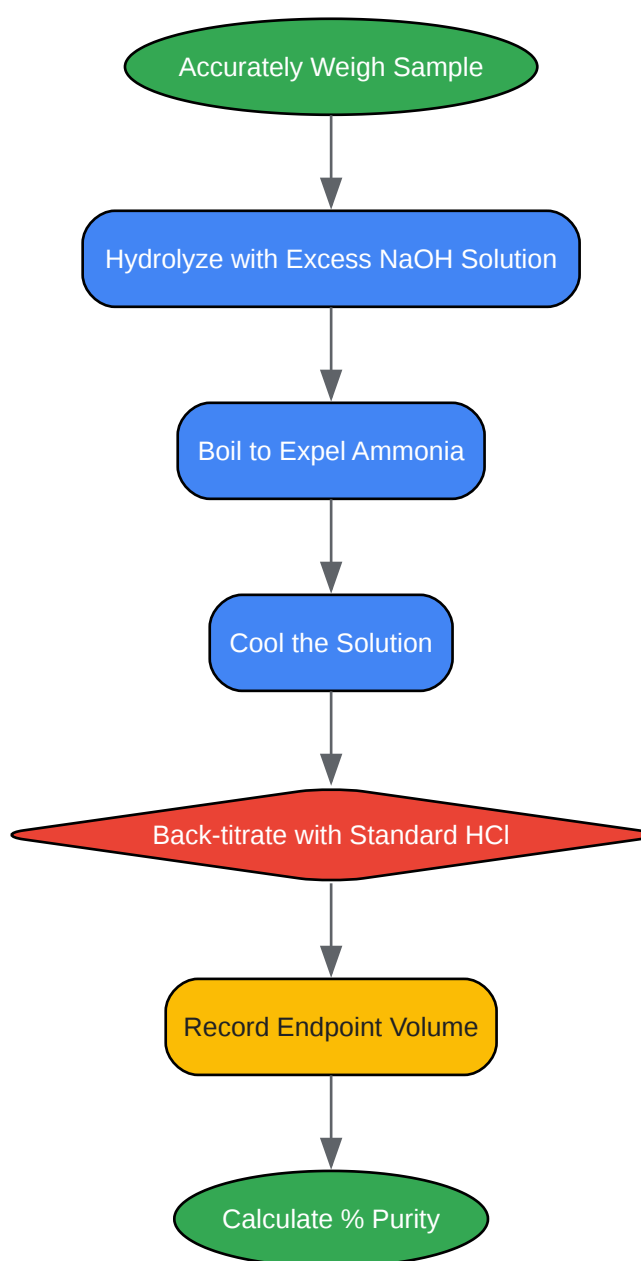 Accurately Weigh Sample
Hydrolyze with Excess NaOH Solution
Boil to Expel Ammonia
Cool the Solution
Back-titrate with Standard HCl
Record Endpoint Volume
Calculate % Purity